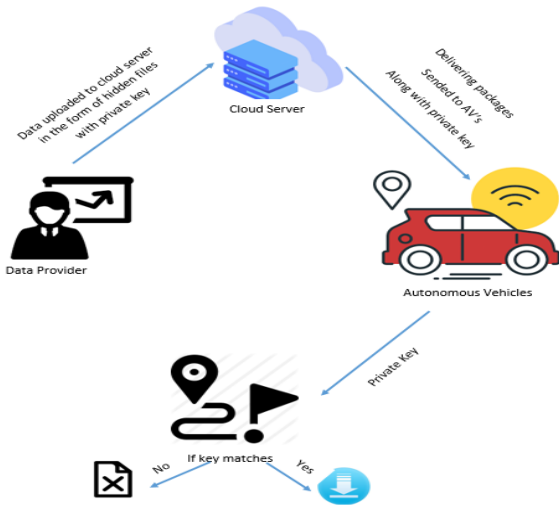 Data uploaded to cloud server
in the form of hidden files
with private key
Cloud Server
Delivering packages
Sended to AV's
Along with private key
Data Provider
Autonomous Vehicles
Private Key
If key matches
No
Yes